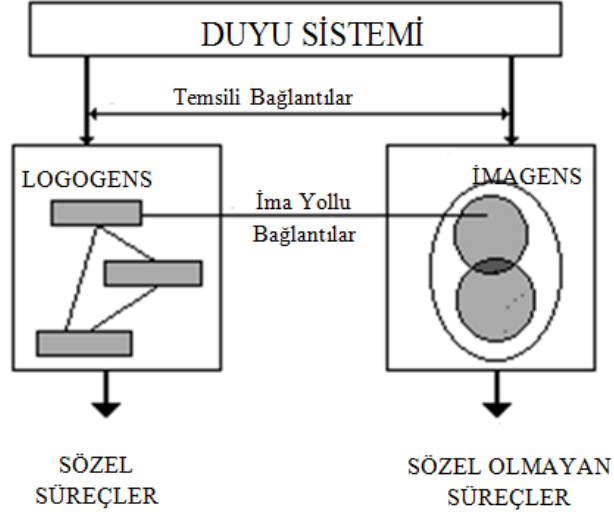 DUYU SİSTEMİ
Temsili Bağlantılar
LOGOGENS
İMAGENS
İma Yollu
Bağlantılar
SÖZEL
SÜREÇLER
SÖZEL OLMAYAN
SÜREÇLER